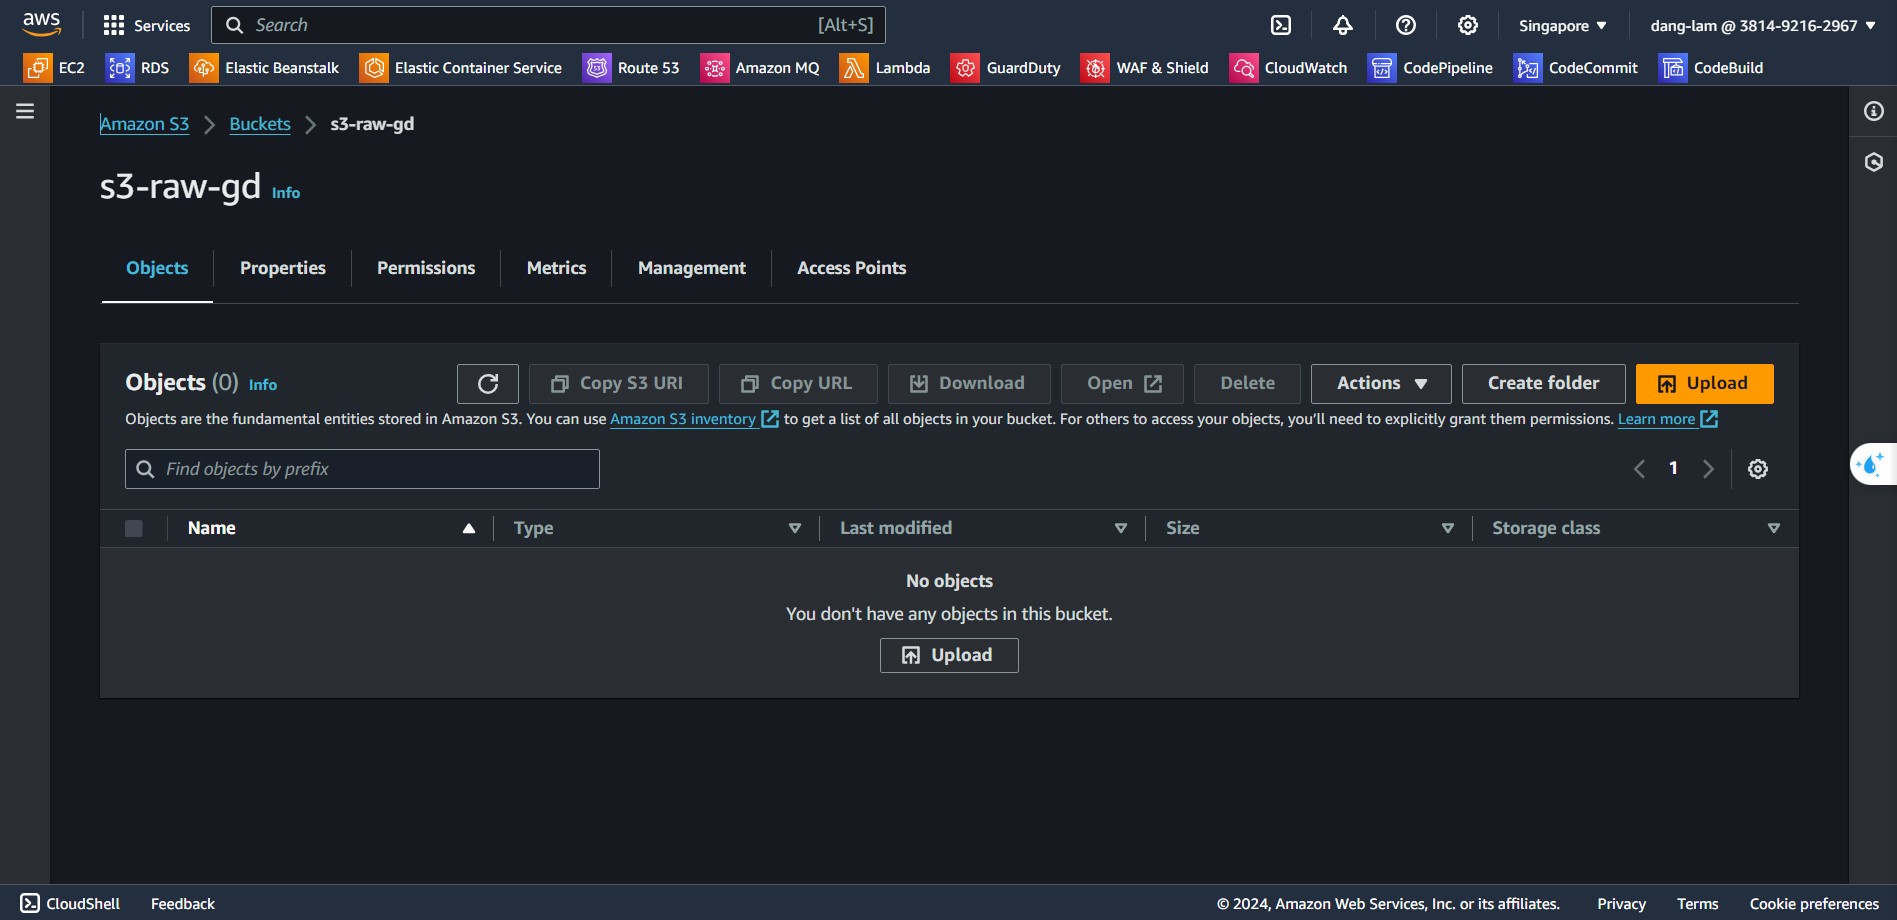 aws Services Search [Alt+S] Singapore ▼ dang-lam @ 3814-9216-2967 ▼
EC2 RDS Elastic Beanstalk Elastic Container Service Route 53 Amazon MQ Lambda GuardDuty WAF & Shield CloudWatch CodePipeline CodeCommit CodeBuild
Amazon S3 > Buckets > s3-raw-gd
s3-raw-gd Info
Objects Properties Permissions Metrics Management Access Points
Objects (0) Info Copy S3 URI Copy URL Download Open Delete Actions ▼ Create folder Upload
Objects are the fundamental entities stored in Amazon S3. You can use Amazon S3 inventory to get a list of all objects in your bucket. For others to access your objects, you'll need to explicitly grant them permissions. Learn more
Find objects by prefix < 1 >
Name ▲ Type ▽ Last modified ▽ Size ▽ Storage class ▽
No objects
You don't have any objects in this bucket.
Upload
CloudShell Feedback © 2024, Amazon Web Services, Inc. or its affiliates. Privacy Terms Cookie preferences